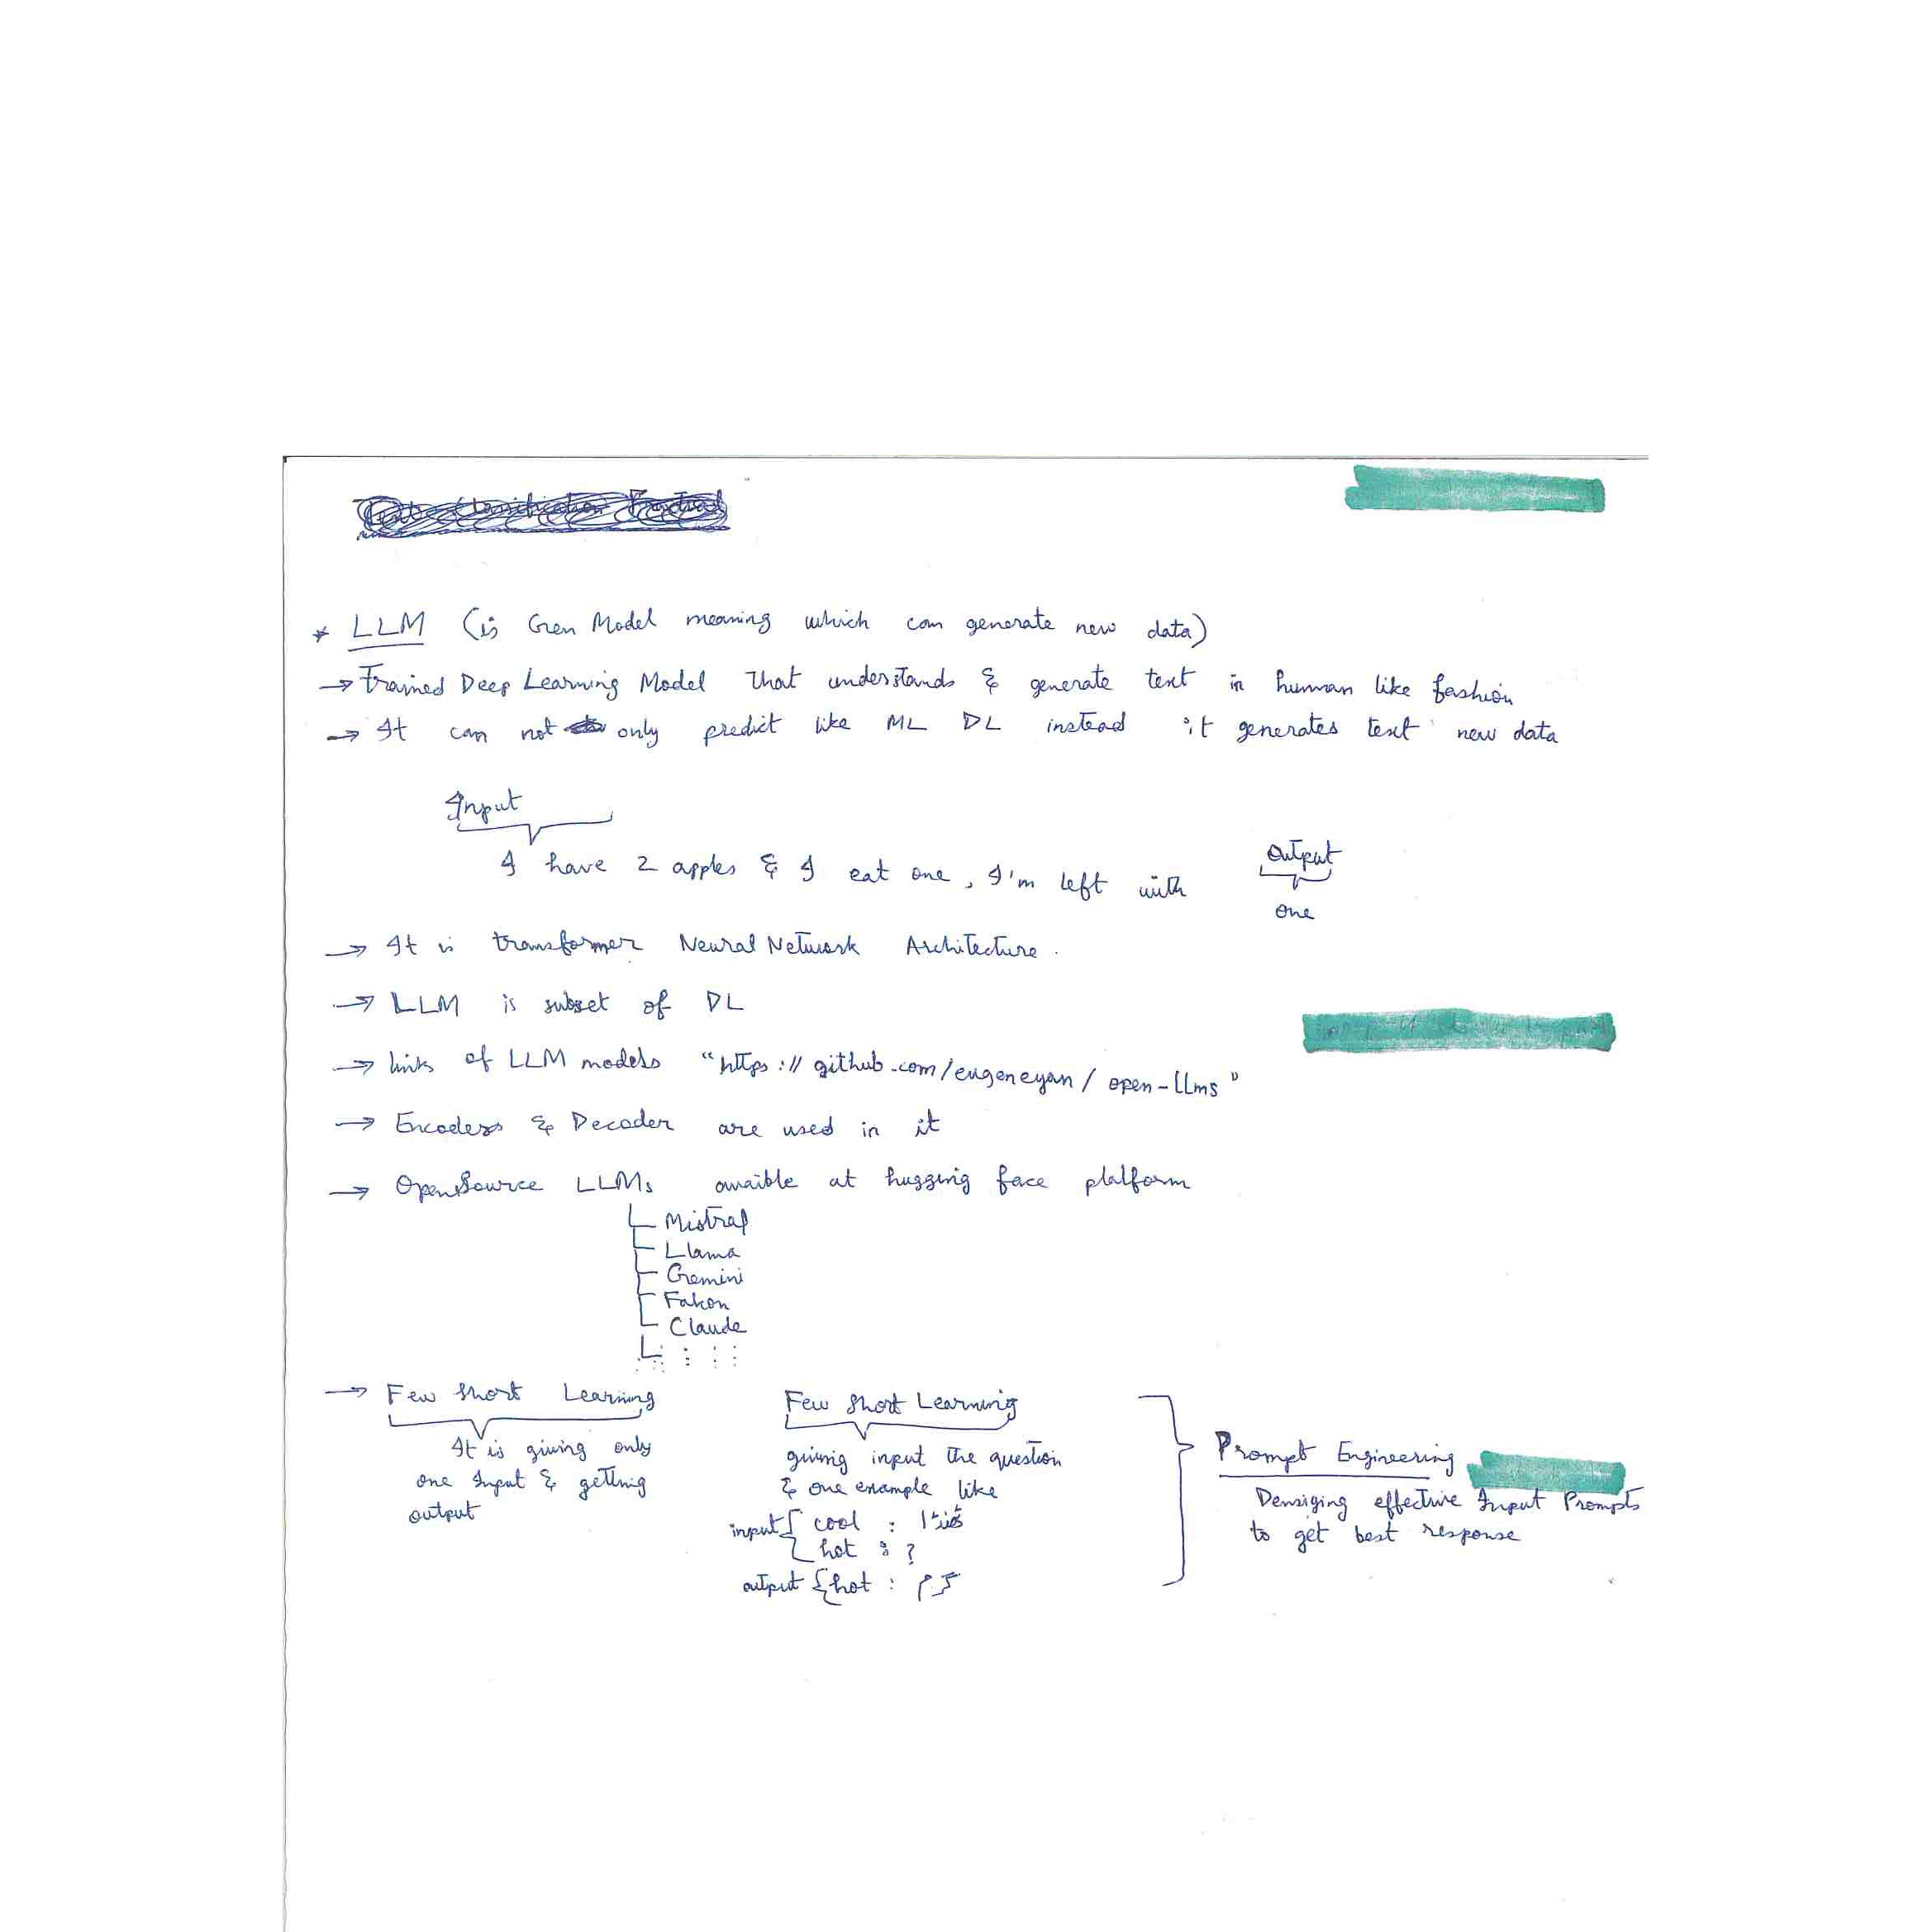 * LLM (is Gen Model meaning which can generate new data)
→ Trained Deep Learning Model that understands & generate text in human like fashion
→ It can not only predict like ML DL instead it generates text new data
Input
I have 2 apples & I eat one, I'm left with
Output
one
→ It is transformer Neural Network Architecture.
→ LLM is subset of DL
→ links of LLM models "https://github.com/eugeneyan/open-llms"
→ Encoders & Decoder are used in it
→ OpenSource LLMs avaible at hugging face platform
Mistral
Llama
Gemini
Falcon
Claude
→ Few Short Learning
It is giving only
one Input & getting
output
Few Short Learning
giving input the question
& one example like
input { cool :
hot : ?
output { hot : گرم
Prompt Engineering
Densiging effective Input Prompts
to get best response